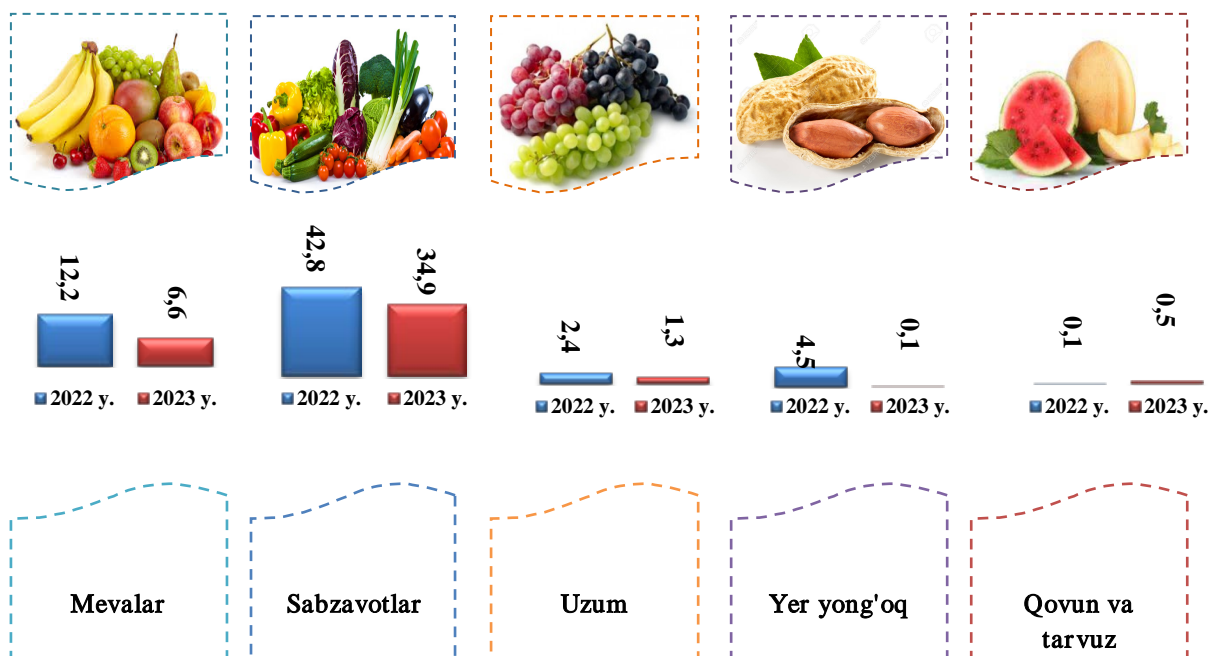 12,2
6,6
2022 y.
2023 y.
42,8
34,9
2022 y.
2023 y.
2,4
1,3
2022 y.
2023 y.
4,5
0,1
2022 y.
2023 y.
0,1
0,5
2022 y.
2023 y.
Mevalar
Sabzavotlar
Uzum
Yer yong'oq
Qovun va
tarvuz